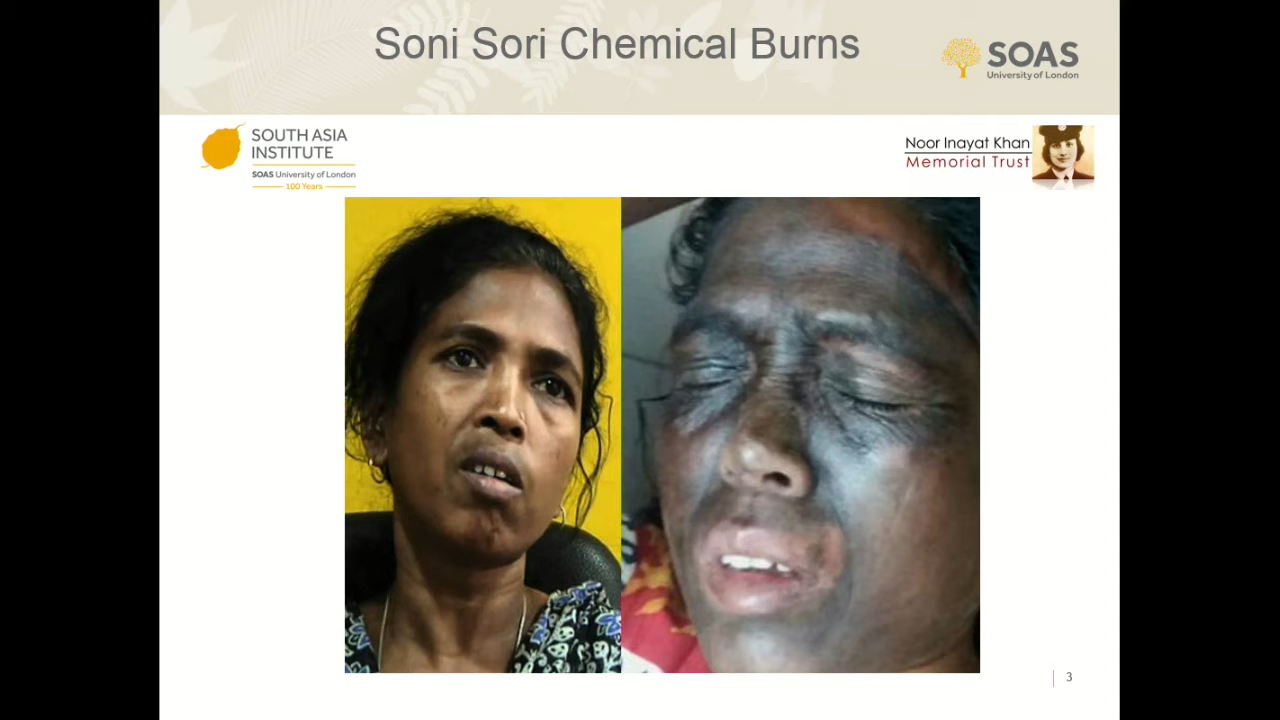 Soni Sori Chemical Burns
SOAS
University of London
SOUTH ASIA
INSTITUTE
SOAS University of London
100 Years
Noor Inayat Khan
Memorial Trust
3